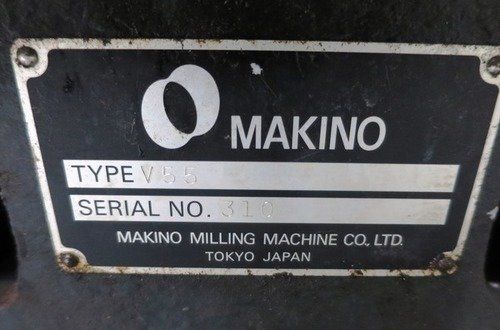 MAKINO
TYPE V55
SERIAL NO. 310
MAKINO MILLING MACHINE CO., LTD.
TOKYO JAPAN